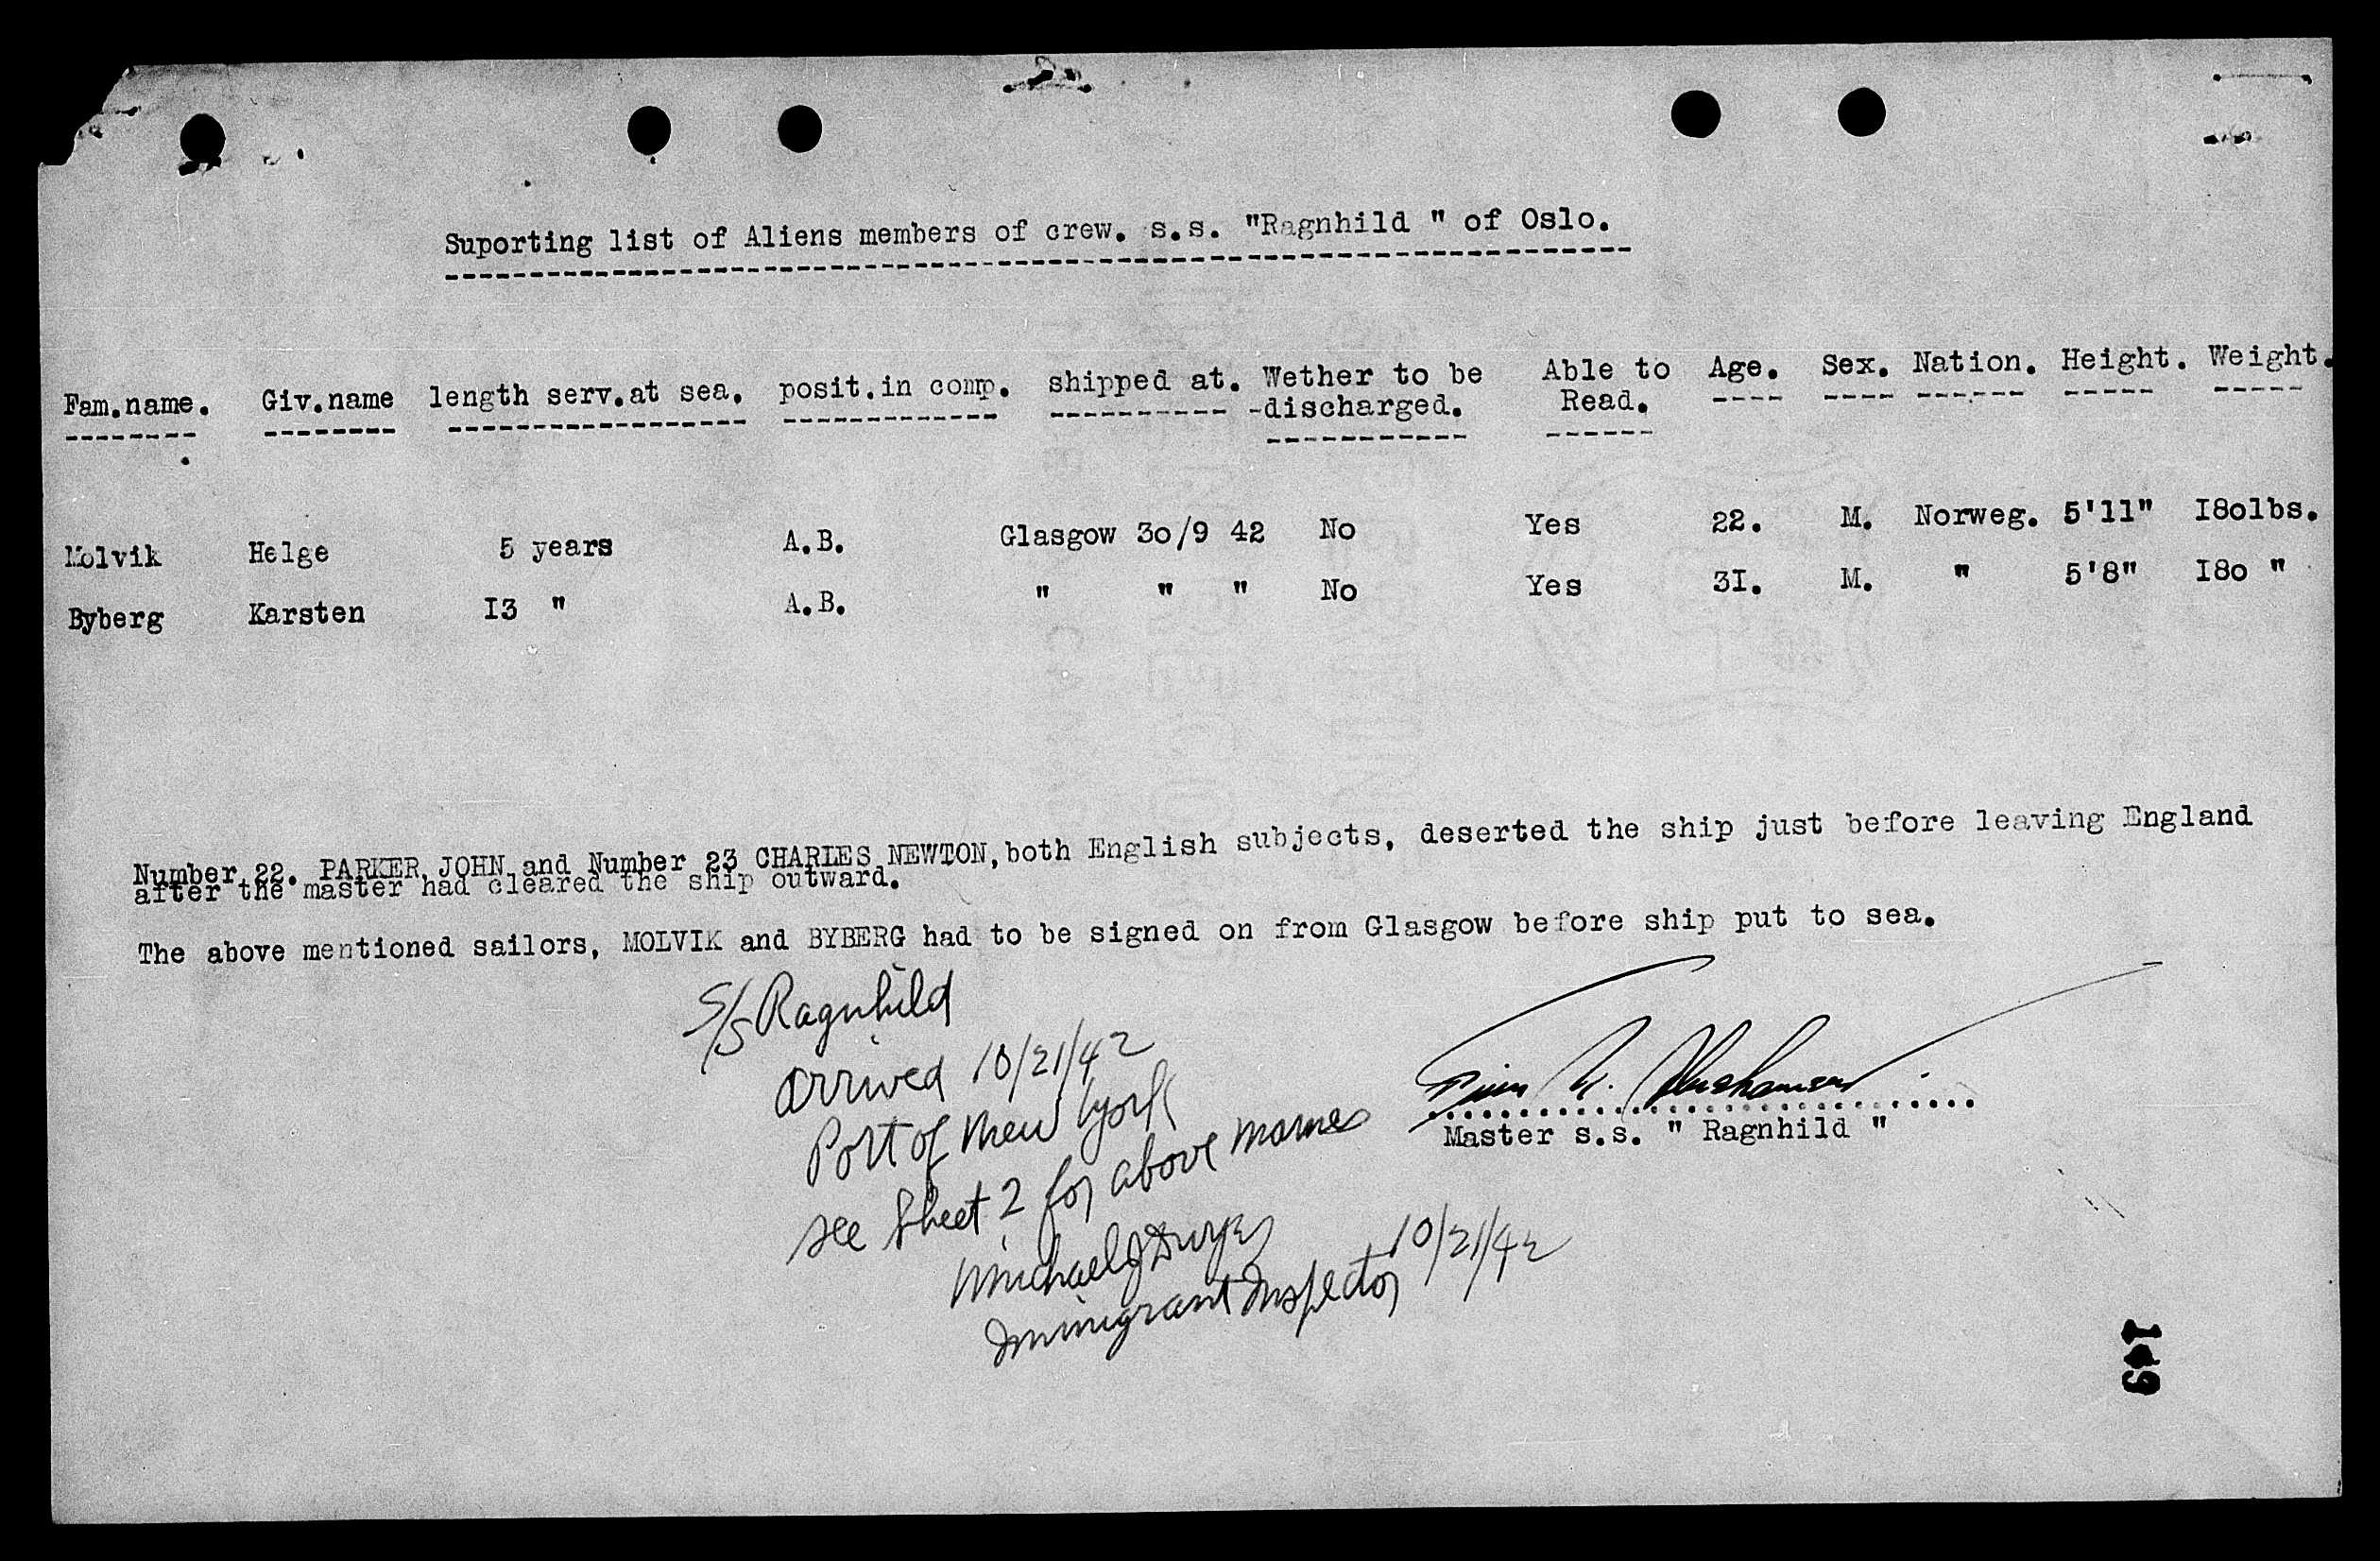 Suporting list of Aliens members of crew. s.s. "Ragnhild " of Oslo.
Fam.name. Giv.name length serv.at sea. posit.in comp. shipped at. Wether to be Able to Age. Sex. Nation. Height. Weight.
-discharged. Read.
Molvik Helge 5 years A.B. Glasgow 3o/9 42 No Yes 22. M. Norweg. 5'11" I8olbs.
Byberg Karsten I3 " A.B. " " " No Yes 3I. M. " 5'8" I8o "
Number 22. PARKER, JOHN and Number 23 CHARLES NEWTON, both English subjects, deserted the ship just before leaving England
after the master had cleared the ship outward.
The above mentioned sailors, MOLVIK and BYBERG had to be signed on from Glasgow before ship put to sea.
S/S Ragnhild
arrived 10/21/42
Port of New York
see Sheet 2 for above names
Michael J Dwyer
Immigrant Inspector 10/21/42
Master s.s. " Ragnhild "
149